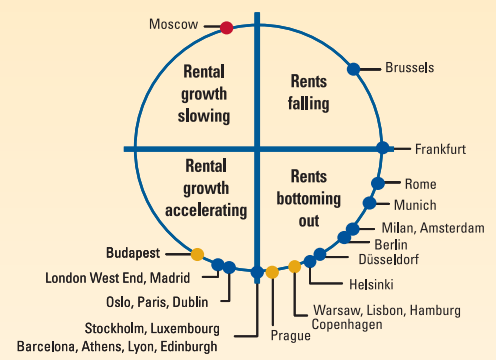 Moscow
Rental
growth
slowing
Rents
falling
Brussels
Frankfurt
Rental
growth
accelerating
Rents
bottoming
out
Rome
Munich
Milan, Amsterdam
Berlin
Düsseldorf
Helsinki
Warsaw, Lisbon, Hamburg
Copenhagen
Prague
Budapest
London West End, Madrid
Oslo, Paris, Dublin
Stockholm, Luxembourg
Barcelona, Athens, Lyon, Edinburgh